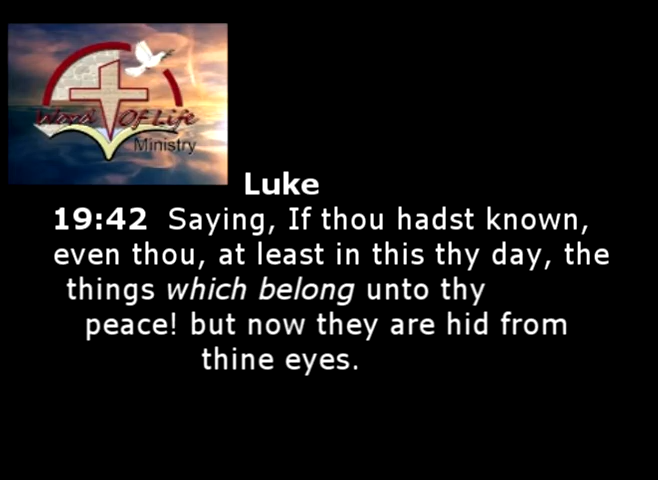 Word Of Life
Ministry
Luke
19:42 Saying, If thou hadst known,
even thou, at least in this thy day, the
things which belong unto thy
peace! but now they are hid from
thine eyes.